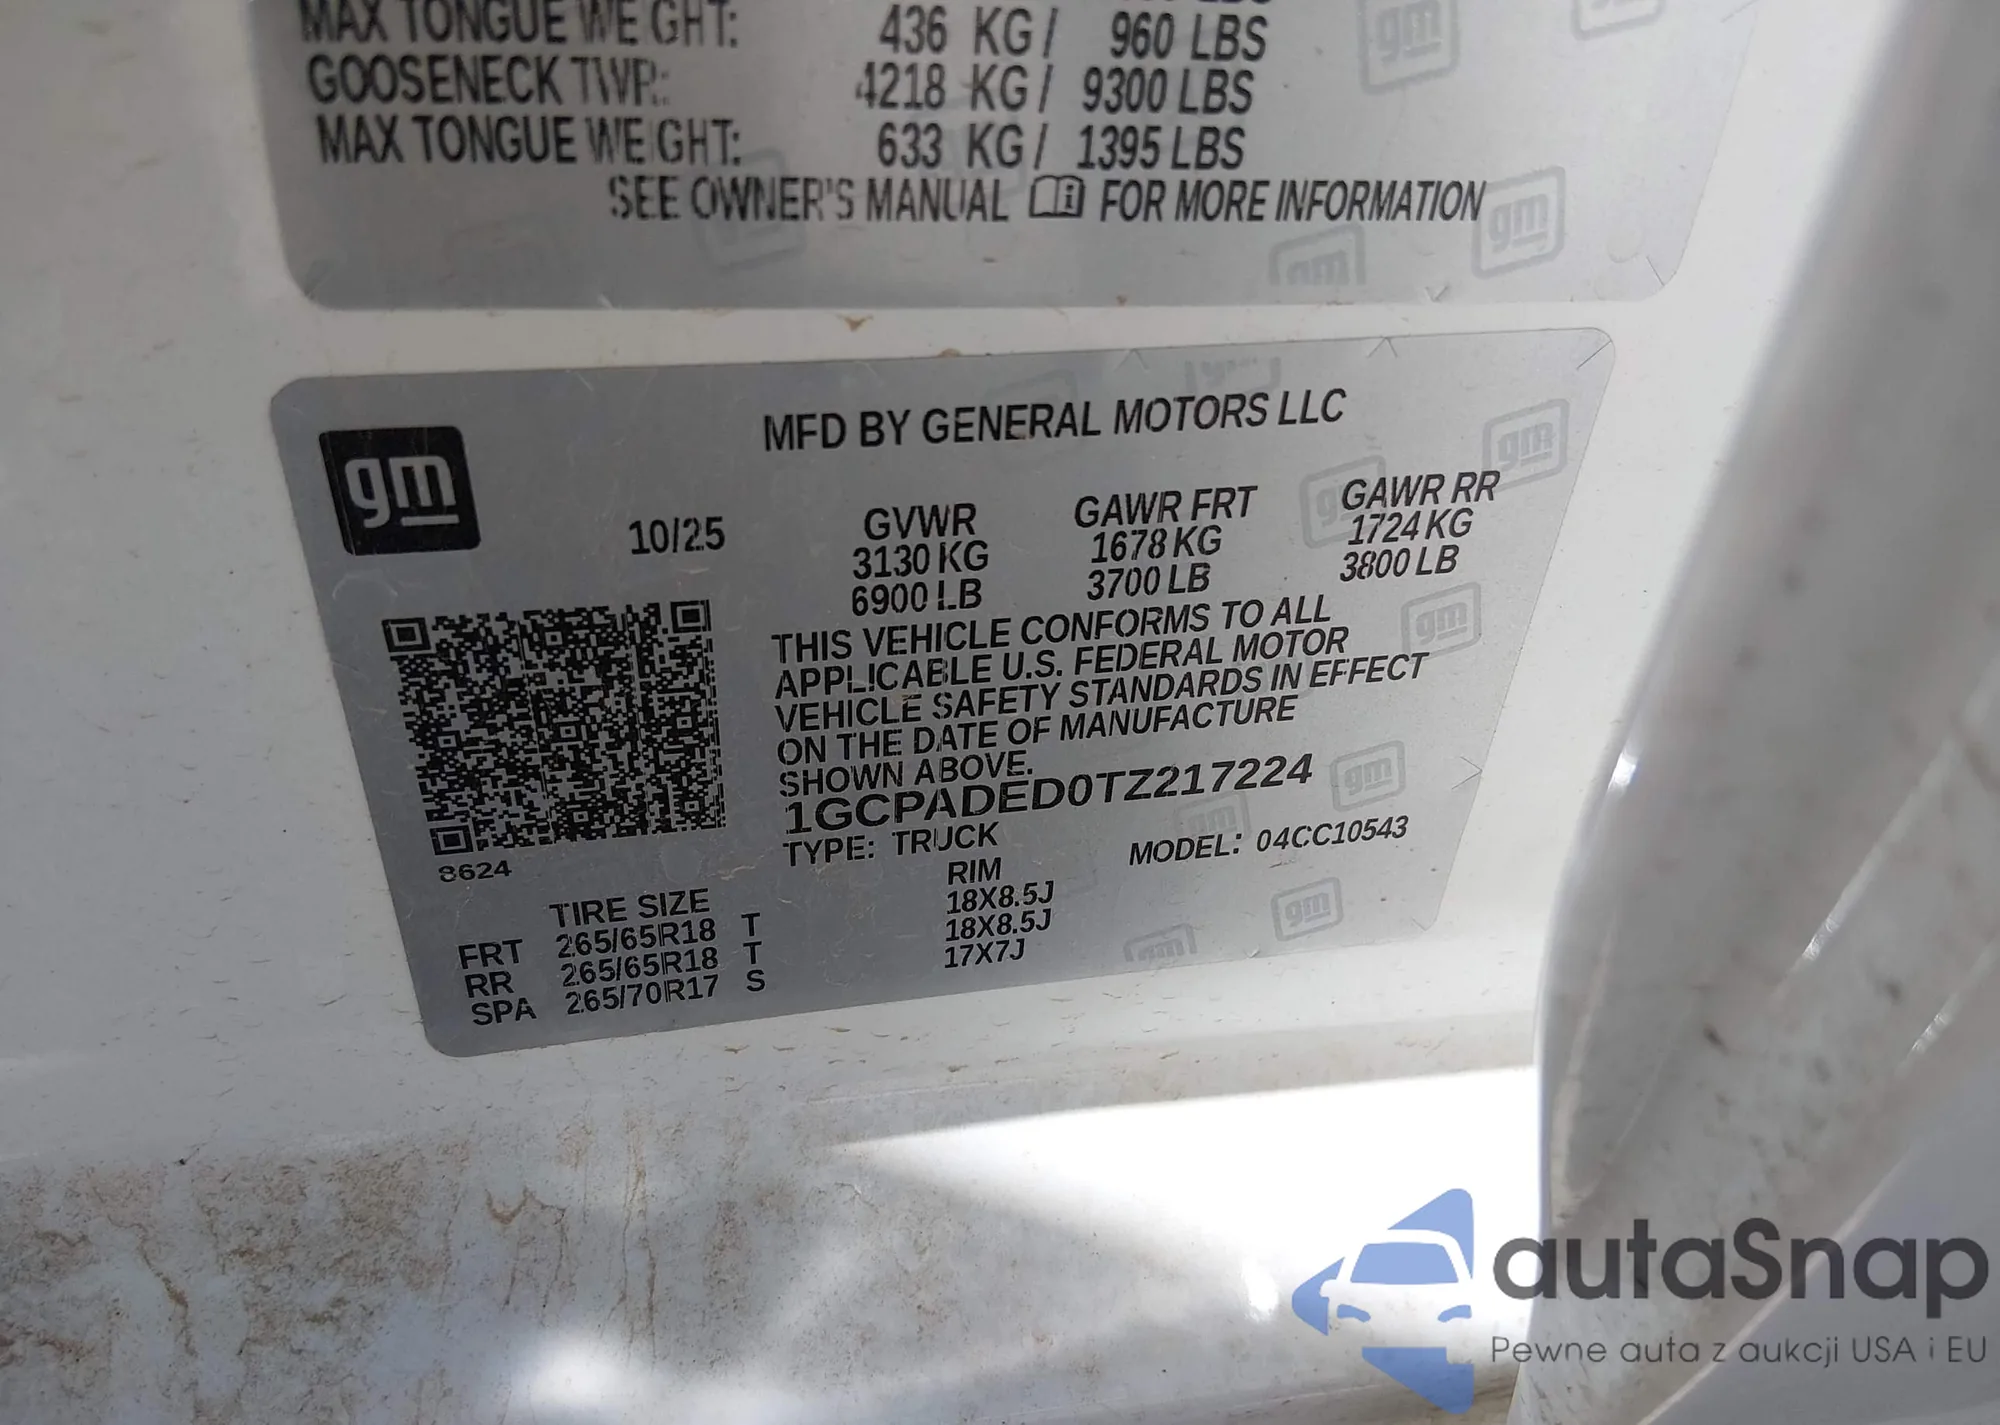 MAX TONGUE WEIGHT: 436 KG / 960 LBS
GOOSENECK TWR: 4218 KG / 9300 LBS
MAX TONGUE WEIGHT: 633 KG / 1395 LBS
SEE OWNER'S MANUAL FOR MORE INFORMATION
gm
MFD BY GENERAL MOTORS LLC
10/25
GVWR GAWR FRT GAWR RR
3130 KG 1678 KG 1724 KG
6900 LB 3700 LB 3800 LB
THIS VEHICLE CONFORMS TO ALL
APPLICABLE U.S. FEDERAL MOTOR
VEHICLE SAFETY STANDARDS IN EFFECT
ON THE DATE OF MANUFACTURE
SHOWN ABOVE.
1GCPADED0TZ217224
TYPE: TRUCK MODEL: 04CC10543
8624
TIRE SIZE RIM
FRT 265/65R18 T 18X8.5J
RR 265/65R18 T 18X8.5J
SPA 265/70R17 S 17X7J
autaSnap
Pewne auta z aukcji USA i EU